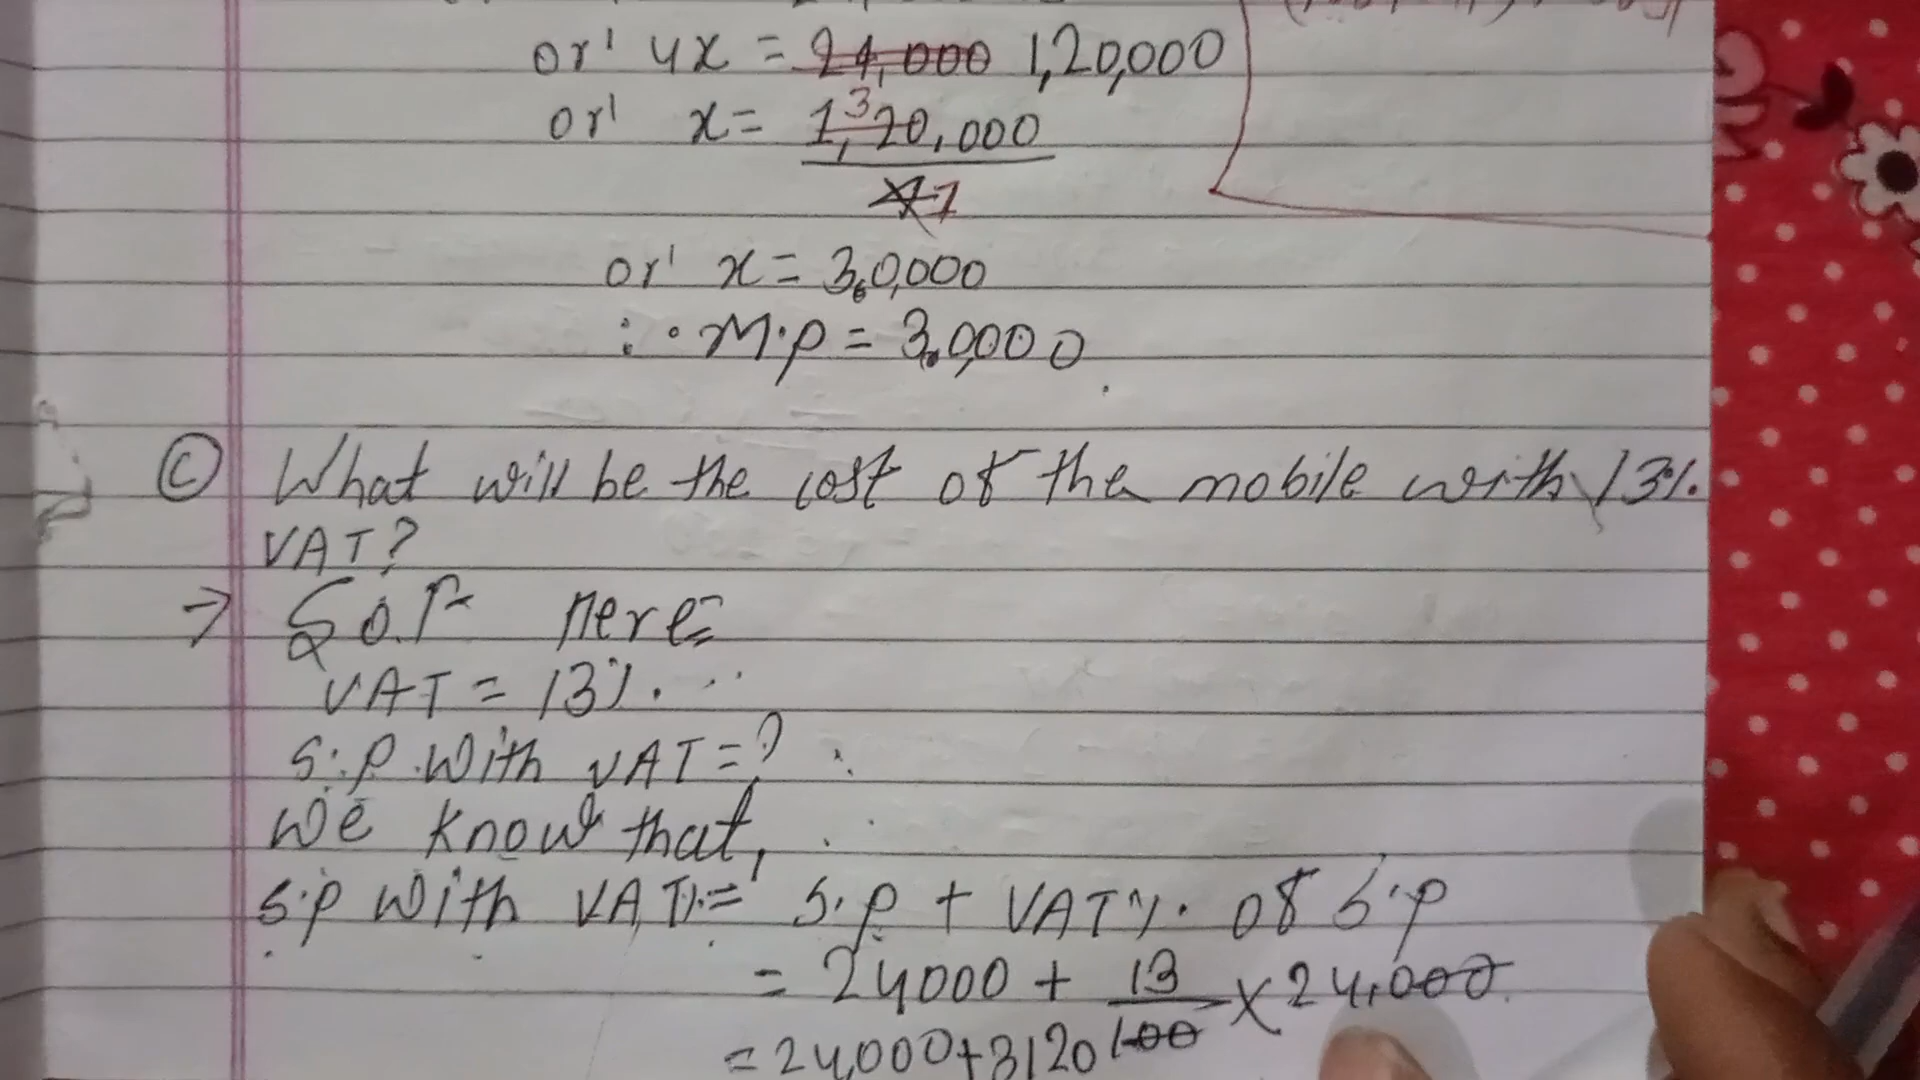 or' 4x = 24,000 1,20,000
or' x = 1,20,000 3
4 1
or' x = 30,000
∴ M.p = 30,000
(c) What will be the cost of the mobile with 13%.
VAT?
→ Sol^n here
VAT = 13%.
S.p with VAT = ?
we know that,
S.p with VAT%.= S.p + VAT%. of S.p
= 24000 + 13/100 × 24,000
= 24,000 + 3120